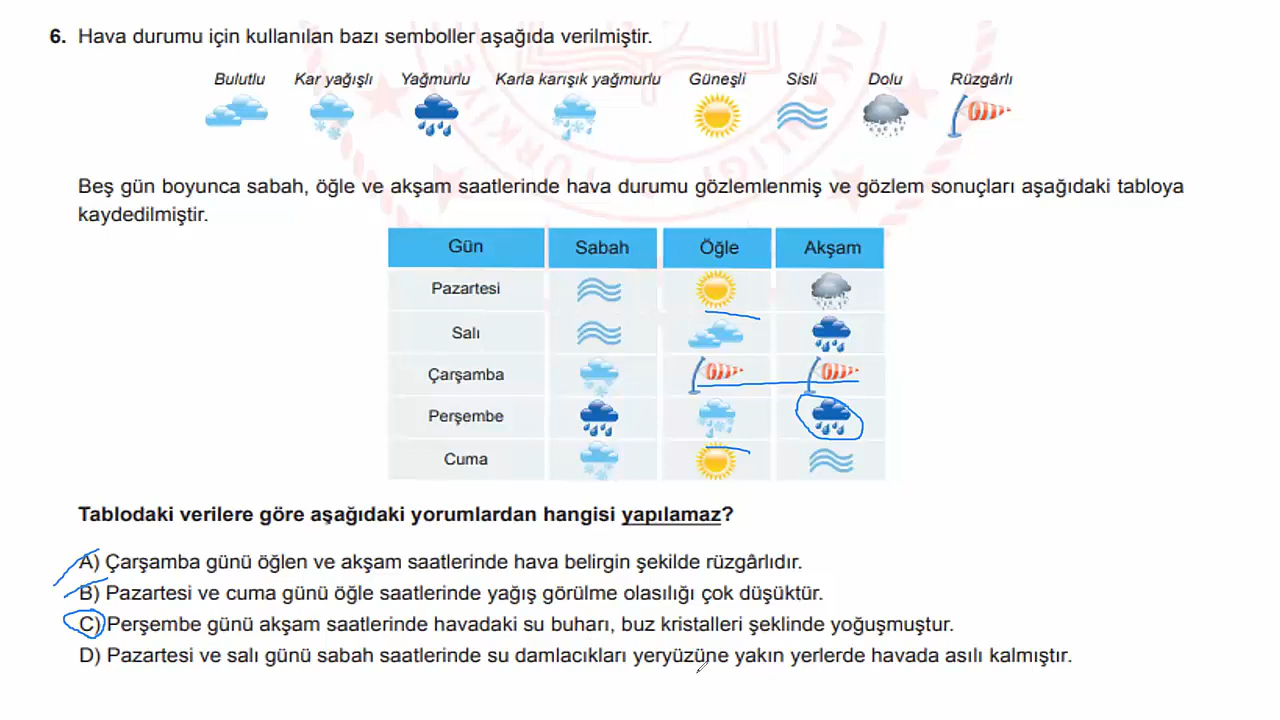 6. Hava durumu için kullanılan bazı semboller aşağıda verilmiştir.
Bulutlu Kar yağışlı Yağmurlu Karla karışık yağmurlu Güneşli Sisli Dolu Rüzgârlı
Beş gün boyunca sabah, öğle ve akşam saatlerinde hava durumu gözlemlenmiş ve gözlem sonuçları aşağıdaki tabloya
kaydedilmiştir.
Gün Sabah Öğle Akşam
Pazartesi
Salı
Çarşamba
Perşembe
Cuma
Tablodaki verilere göre aşağıdaki yorumlardan hangisi yapılamaz?
A) Çarşamba günü öğlen ve akşam saatlerinde hava belirgin şekilde rüzgârlıdır.
B) Pazartesi ve cuma günü öğle saatlerinde yağış görülme olasılığı çok düşüktür.
C) Perşembe günü akşam saatlerinde havadaki su buharı, buz kristalleri şeklinde yoğuşmuştur.
D) Pazartesi ve salı günü sabah saatlerinde su damlacıkları yeryüzüne yakın yerlerde havada asılı kalmıştır.